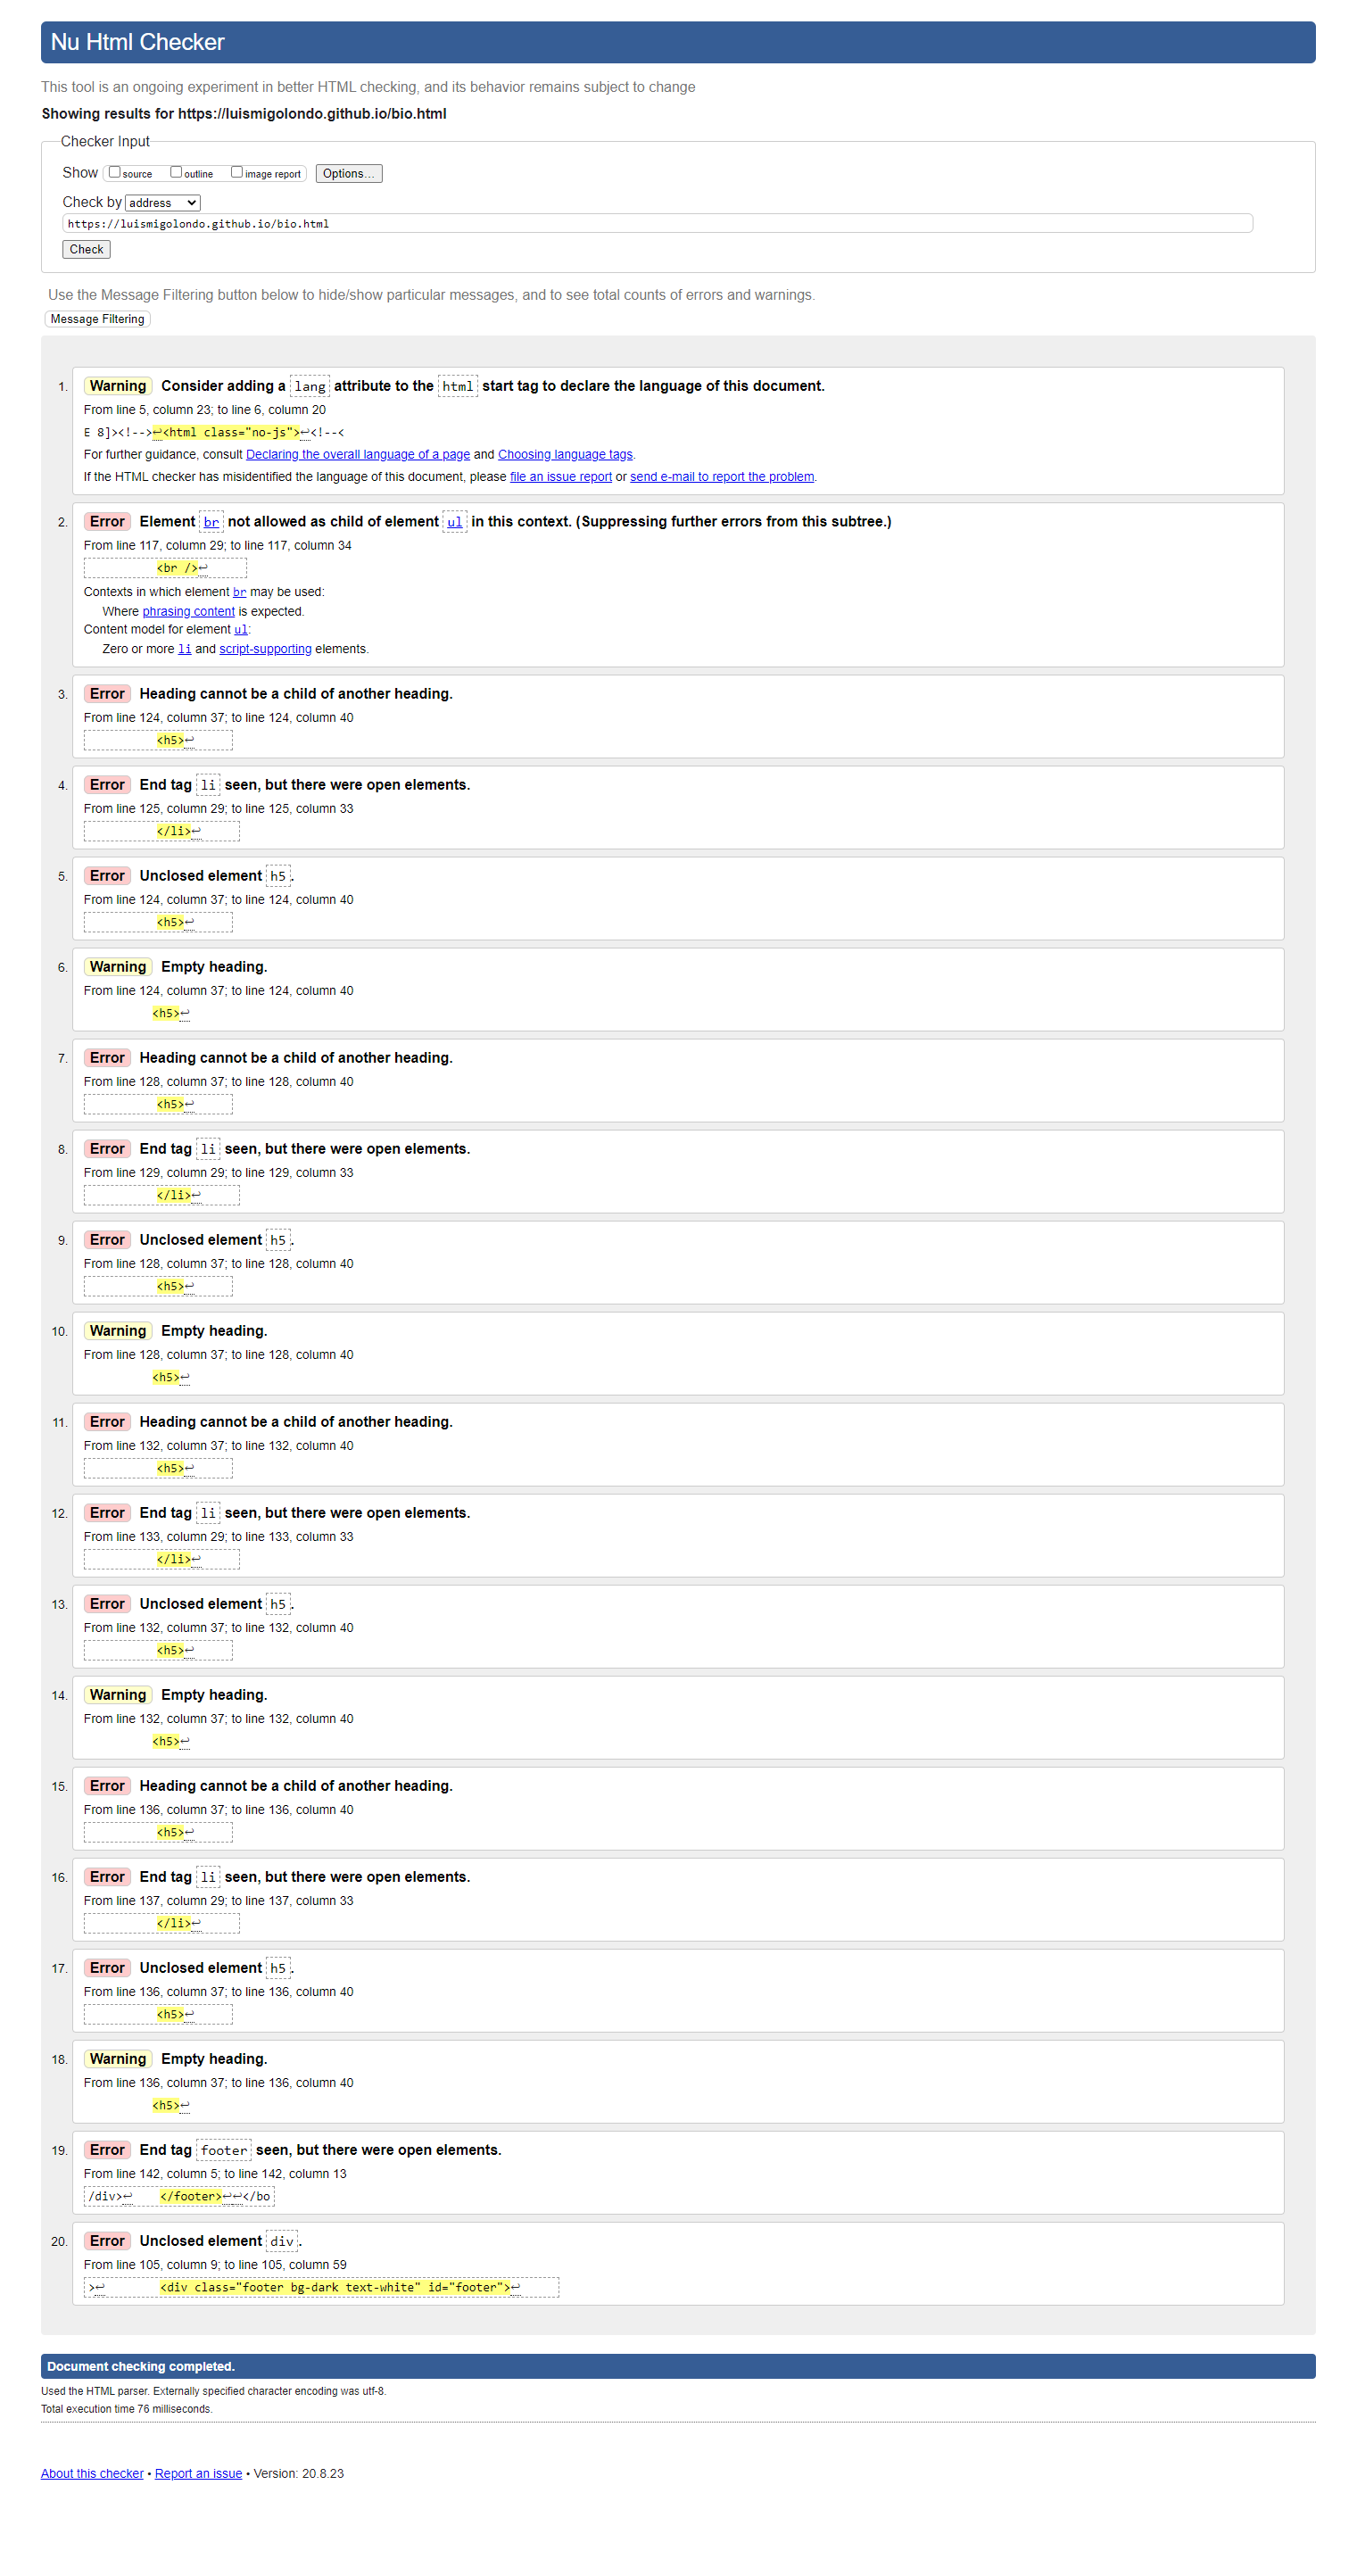 Nu Html Checker
This tool is an ongoing experiment in better HTML checking, and its behavior remains subject to change
Showing results for https://luismigolondo.github.io/bio.html
Checker Input
Show source outline image report Options...
Check by address
https://luismigolondo.github.io/bio.html
Check
Use the Message Filtering button below to hide/show particular messages, and to see total counts of errors and warnings.
Message Filtering
1. Warning Consider adding a lang attribute to the html start tag to declare the language of this document.
From line 5, column 23; to line 6, column 20
E 8]><!-->↩<html class="no-js">↩<!--<
For further guidance, consult Declaring the overall language of a page and Choosing language tags.
If the HTML checker has misidentified the language of this document, please file an issue report or send e-mail to report the problem.
2. Error Element br not allowed as child of element ul in this context. (Suppressing further errors from this subtree.)
From line 117, column 29; to line 117, column 34
<br />↩
Contexts in which element br may be used:
Where phrasing content is expected.
Content model for element ul:
Zero or more li and script-supporting elements.
3. Error Heading cannot be a child of another heading.
From line 124, column 37; to line 124, column 40
<h5>↩
4. Error End tag li seen, but there were open elements.
From line 125, column 29; to line 125, column 33
</li>↩
5. Error Unclosed element h5.
From line 124, column 37; to line 124, column 40
<h5>↩
6. Warning Empty heading.
From line 124, column 37; to line 124, column 40
<h5>↩
7. Error Heading cannot be a child of another heading.
From line 128, column 37; to line 128, column 40
<h5>↩
8. Error End tag li seen, but there were open elements.
From line 129, column 29; to line 129, column 33
</li>↩
9. Error Unclosed element h5.
From line 128, column 37; to line 128, column 40
<h5>↩
10. Warning Empty heading.
From line 128, column 37; to line 128, column 40
<h5>↩
11. Error Heading cannot be a child of another heading.
From line 132, column 37; to line 132, column 40
<h5>↩
12. Error End tag li seen, but there were open elements.
From line 133, column 29; to line 133, column 33
</li>↩
13. Error Unclosed element h5.
From line 132, column 37; to line 132, column 40
<h5>↩
14. Warning Empty heading.
From line 132, column 37; to line 132, column 40
<h5>↩
15. Error Heading cannot be a child of another heading.
From line 136, column 37; to line 136, column 40
<h5>↩
16. Error End tag li seen, but there were open elements.
From line 137, column 29; to line 137, column 33
</li>↩
17. Error Unclosed element h5.
From line 136, column 37; to line 136, column 40
<h5>↩
18. Warning Empty heading.
From line 136, column 37; to line 136, column 40
<h5>↩
19. Error End tag footer seen, but there were open elements.
From line 142, column 5; to line 142, column 13
/div>↩ </footer>↩↩</bo
20. Error Unclosed element div.
From line 105, column 9; to line 105, column 59
>↩ <div class="footer bg-dark text-white" id="footer">↩
Document checking completed.
Used the HTML parser. Externally specified character encoding was utf-8.
Total execution time 76 milliseconds.
About this checker • Report an issue • Version: 20.8.23